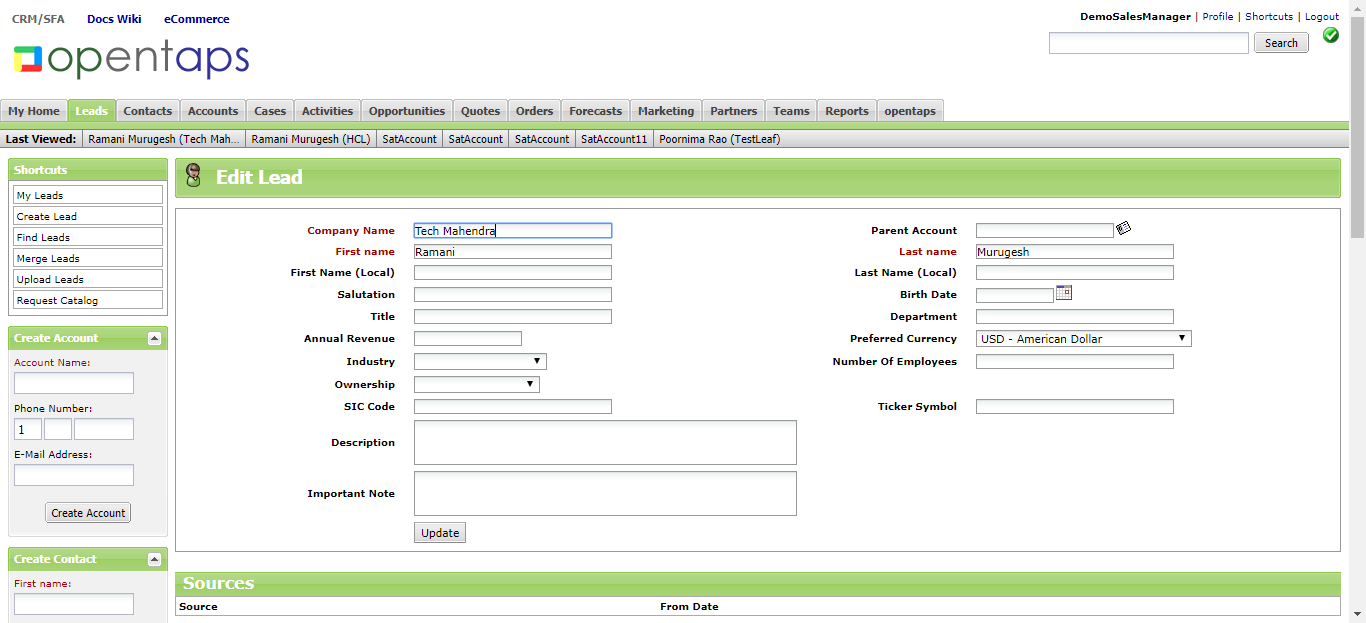 CRM/SFA Docs Wiki eCommerce
DemoSalesManager | Profile | Shortcuts | Logout
opentaps
Search
My Home Leads Contacts Accounts Cases Activities Opportunities Quotes Orders Forecasts Marketing Partners Teams Reports opentaps
Last Viewed: Ramani Murugesh (Tech Mah... Ramani Murugesh (HCL) SatAccount SatAccount SatAccount SatAccount11 Poornima Rao (TestLeaf)
Shortcuts
My Leads
Create Lead
Find Leads
Merge Leads
Upload Leads
Request Catalog
Create Account
Account Name:
Phone Number:
1
E-Mail Address:
Create Account
Create Contact
First name:
Edit Lead
Company Name Tech Mahendra Parent Account
First name Ramani Last name Murugesh
First Name (Local) Last Name (Local)
Salutation Birth Date
Title Department
Annual Revenue Preferred Currency USD - American Dollar
Industry Number Of Employees
Ownership
SIC Code Ticker Symbol
Description
Important Note
Update
Sources
Source From Date